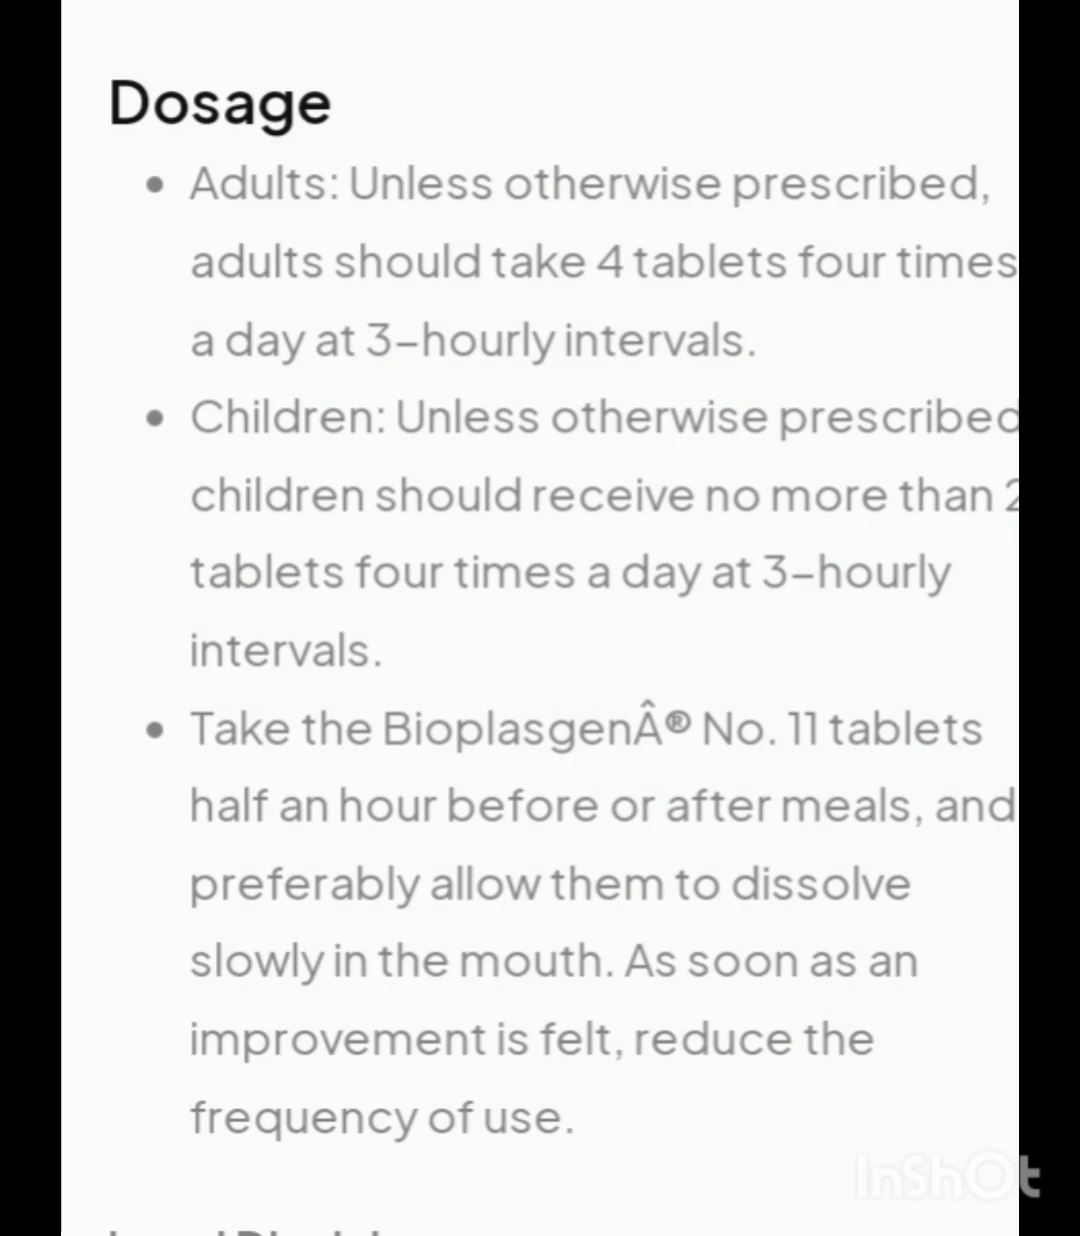 Dosage
Adults: Unless otherwise prescribed,
adults should take 4 tablets four times
a day at 3-hourly intervals.
Children: Unless otherwise prescribed
children should receive no more than 2
tablets four times a day at 3-hourly
intervals.
Take the BioplasgenÂ® No. 11 tablets
half an hour before or after meals, and
preferably allow them to dissolve
slowly in the mouth. As soon as an
improvement is felt, reduce the
frequency of use.
InShOt